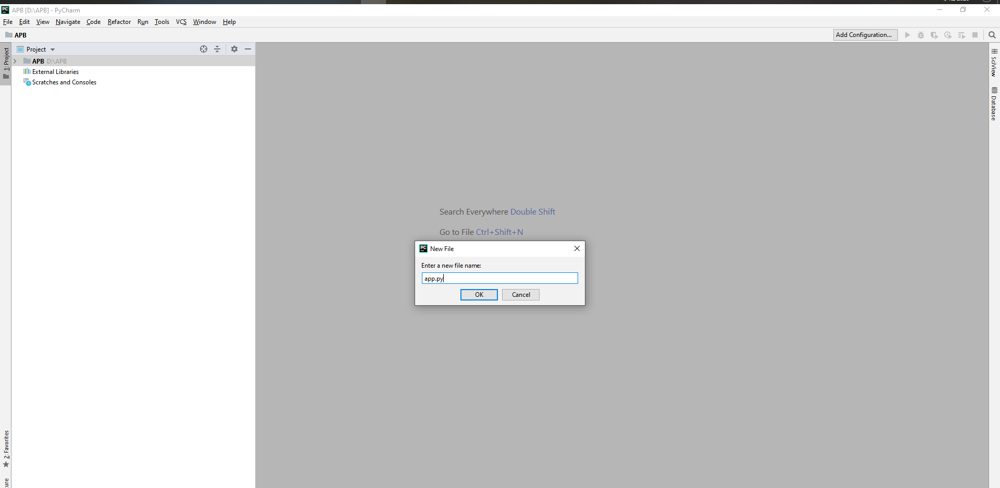 APB [D:\APB] - PyCharm
File Edit View Navigate Code Refactor Run Tools VCS Window Help
APB
Add Configuration...
1: Project
Project
APB D:\APB
External Libraries
Scratches and Consoles
SciView
Database
Search Everywhere Double Shift
Go to File Ctrl+Shift+N
PC New File
Enter a new file name:
app.py
OK Cancel
2: Favorites